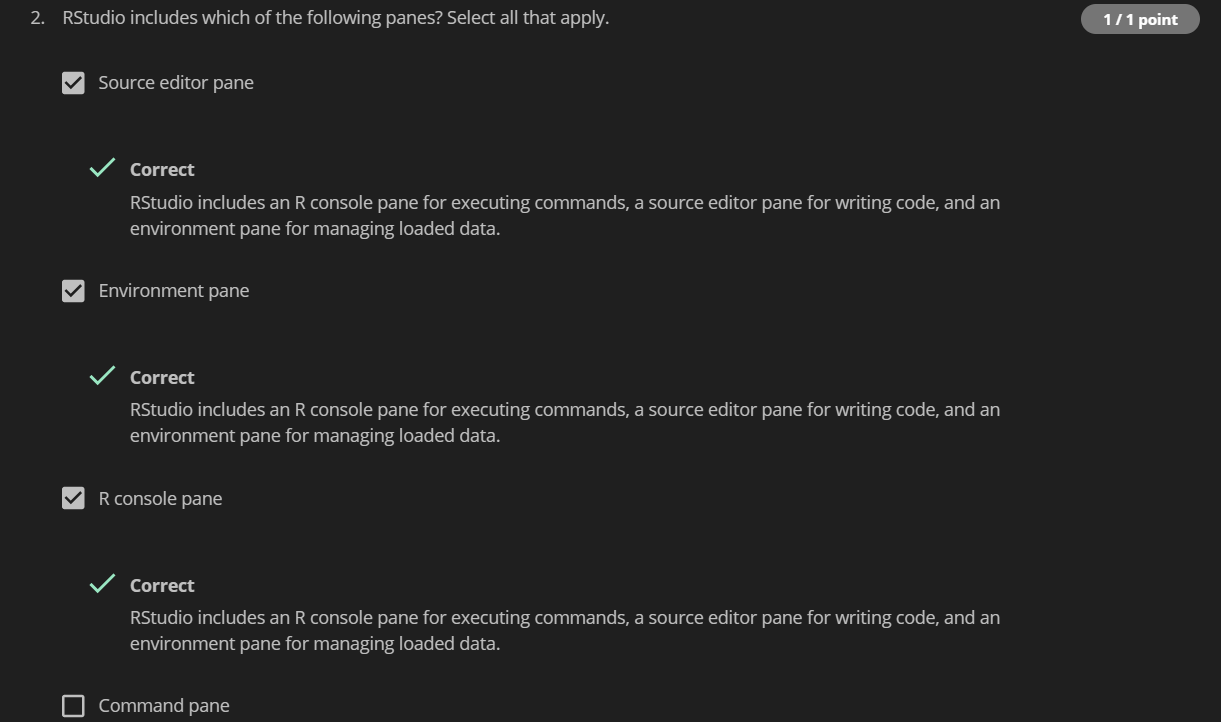 2. RStudio includes which of the following panes? Select all that apply.
1 / 1 point
Source editor pane
Correct
RStudio includes an R console pane for executing commands, a source editor pane for writing code, and an
environment pane for managing loaded data.
Environment pane
Correct
RStudio includes an R console pane for executing commands, a source editor pane for writing code, and an
environment pane for managing loaded data.
R console pane
Correct
RStudio includes an R console pane for executing commands, a source editor pane for writing code, and an
environment pane for managing loaded data.
Command pane